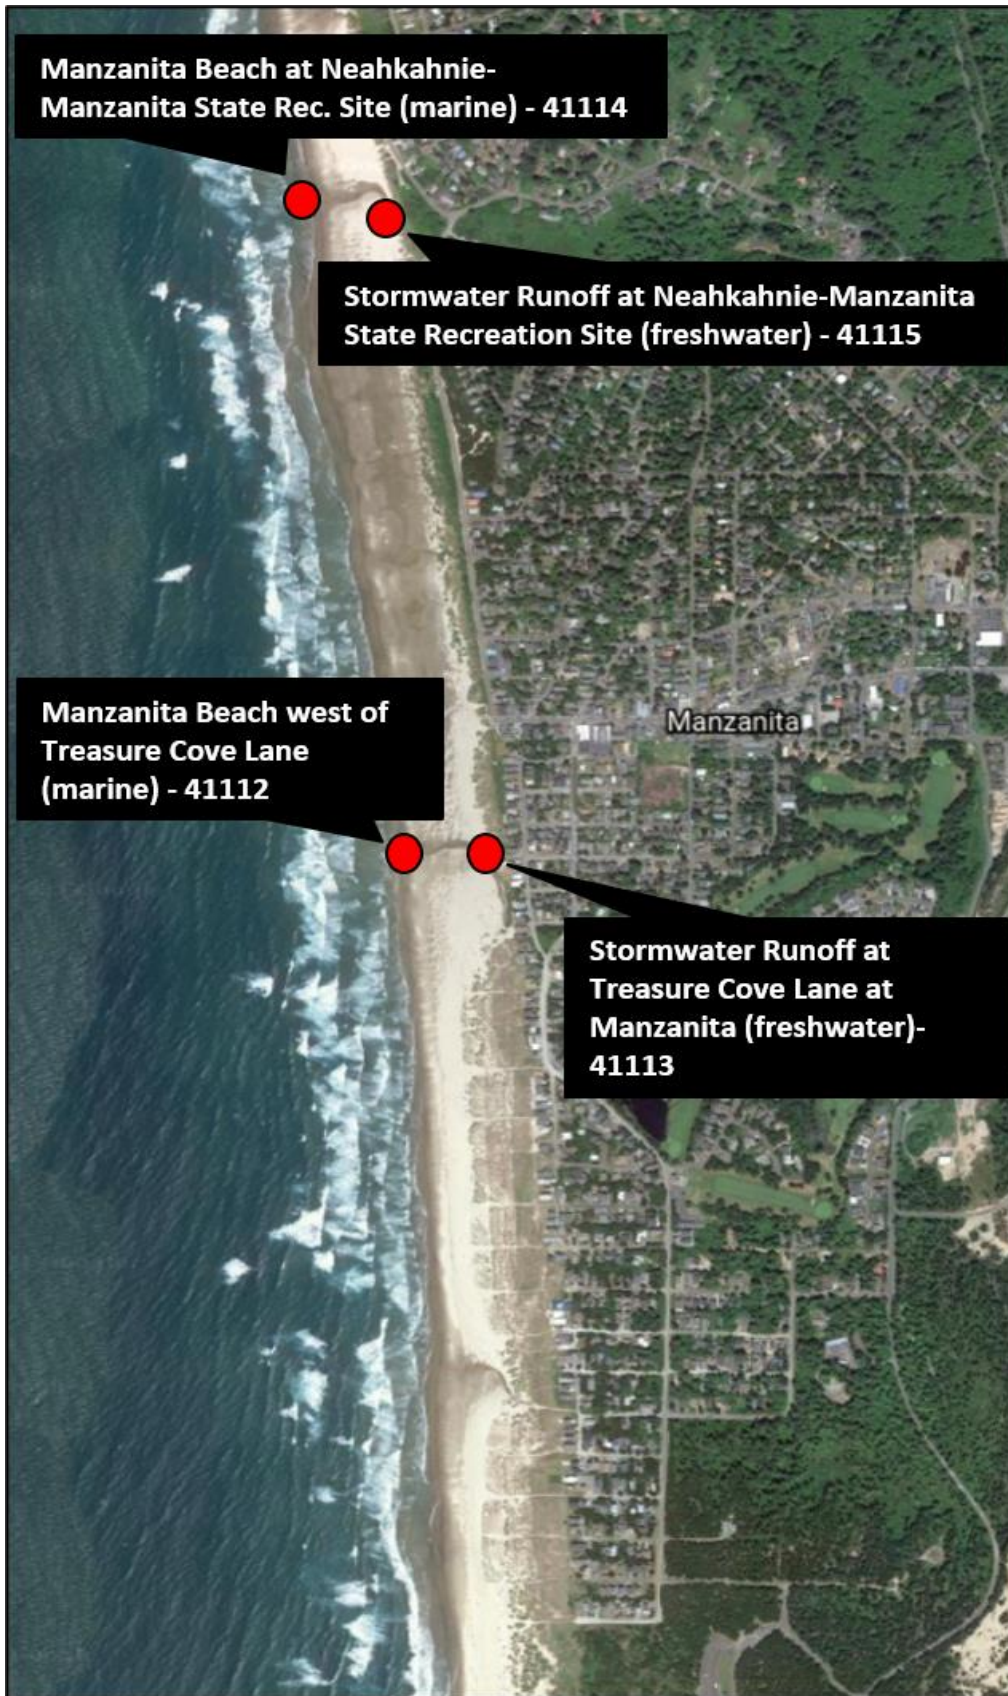 Manzanita Beach at Neahkahnie-
Manzanita State Rec. Site (marine) - 41114
Stormwater Runoff at Neahkahnie-Manzanita
State Recreation Site (freshwater) - 41115
Manzanita Beach west of
Treasure Cove Lane
(marine) - 41112
Manzanita
Stormwater Runoff at
Treasure Cove Lane at
Manzanita (freshwater)-
41113